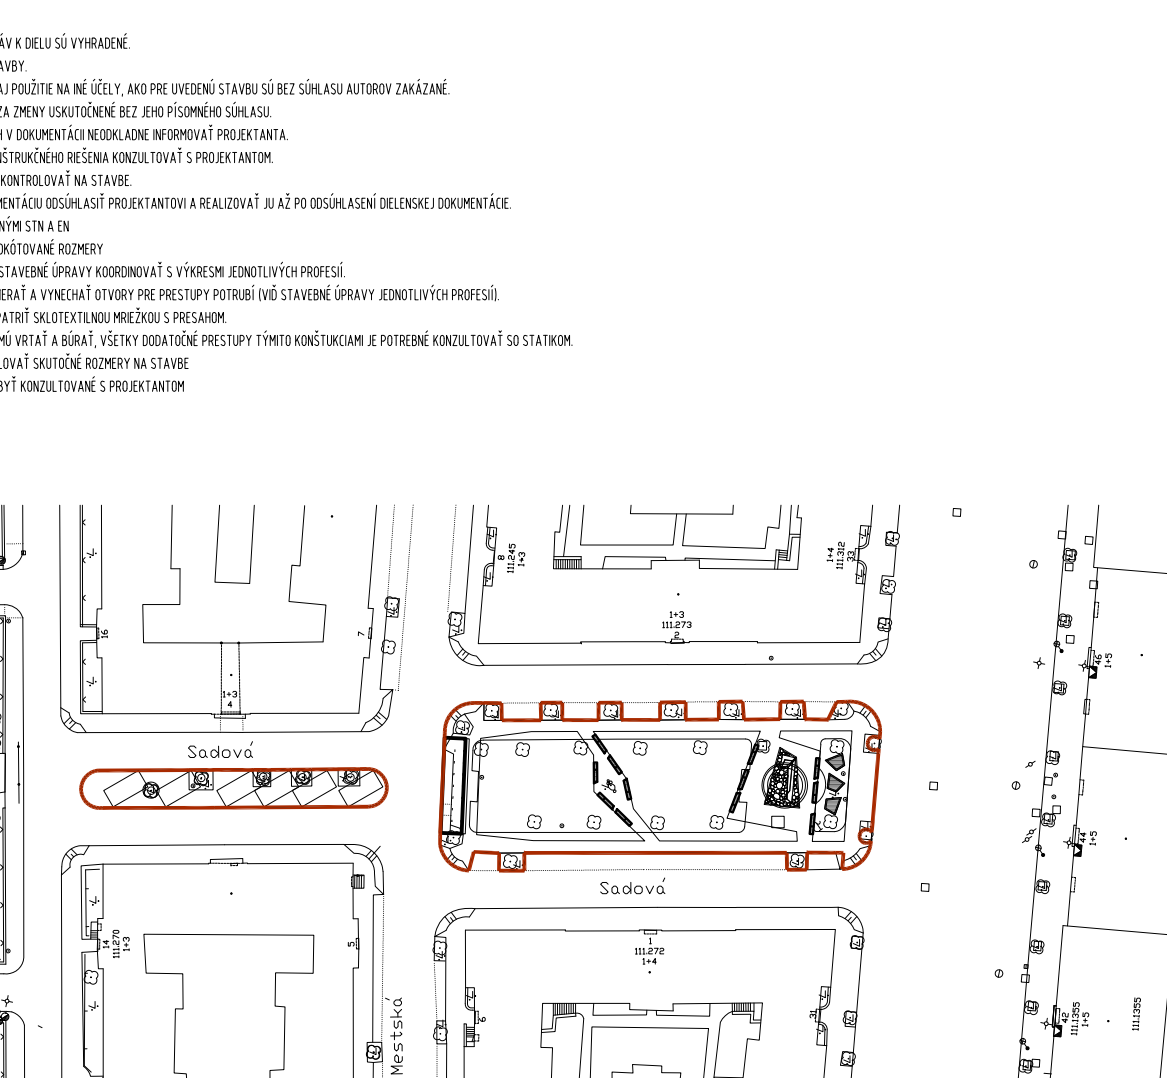 ÁV K DIELU SÚ VYHRADENÉ.
AVBY.
AJ POUŽITIE NA INÉ ÚČELY, AKO PRE UVEDENÚ STAVBU SÚ BEZ SÚHLASU AUTOROV ZAKÁZANÉ.
ZA ZMENY USKUTOČNENÉ BEZ JEHO PÍSOMNÉHO SÚHLASU.
H V DOKUMENTÁCII NEODKLADNE INFORMOVAŤ PROJEKTANTA.
NŠTRUKČNÉHO RIEŠENIA KONZULTOVAŤ S PROJEKTANTOM.
KONTROLOVAŤ NA STAVBE.
MENTÁCIU ODSÚHLASIŤ PROJEKTANTOVI A REALIZOVAŤ JU AŽ PO ODSÚHLASENÍ DIELENSKEJ DOKUMENTÁCIE.
NÝMI STN A EN
OKÓTOVANÉ ROZMERY
STAVEBNÉ ÚPRAVY KOORDINOVAŤ S VÝKRESMI JEDNOTLIVÝCH PROFESIÍ.
IERAŤ A VYNECHAŤ OTVORY PRE PRESTUPY POTRUBÍ (VIĎ STAVEBNÉ ÚPRAVY JEDNOTLIVÝCH PROFESIÍ).
PATRIŤ SKLOTEXTILNOU MRIEŽKOU S PRESAHOM.
MÚ VRTAŤ A BÚRAŤ, VŠETKY DODATOČNÉ PRESTUPY TÝMITO KONŠTUKCIAMI JE POTREBNÉ KONZULTOVAŤ SO STATIKOM.
LOVAŤ SKUTOČNÉ ROZMERY NA STAVBE
BYŤ KONZULTOVANÉ S PROJEKTANTOM
8
111.245
1+3
1+4
111.312
33
16
7
1+3
111.273
2
46
1+5
1+3
4
Sadová
44
1+5
Sadová
14
111.270
1+3
5
1
111.272
1+4
Mestská
6
31
42
111.1355
1+5
111.1355